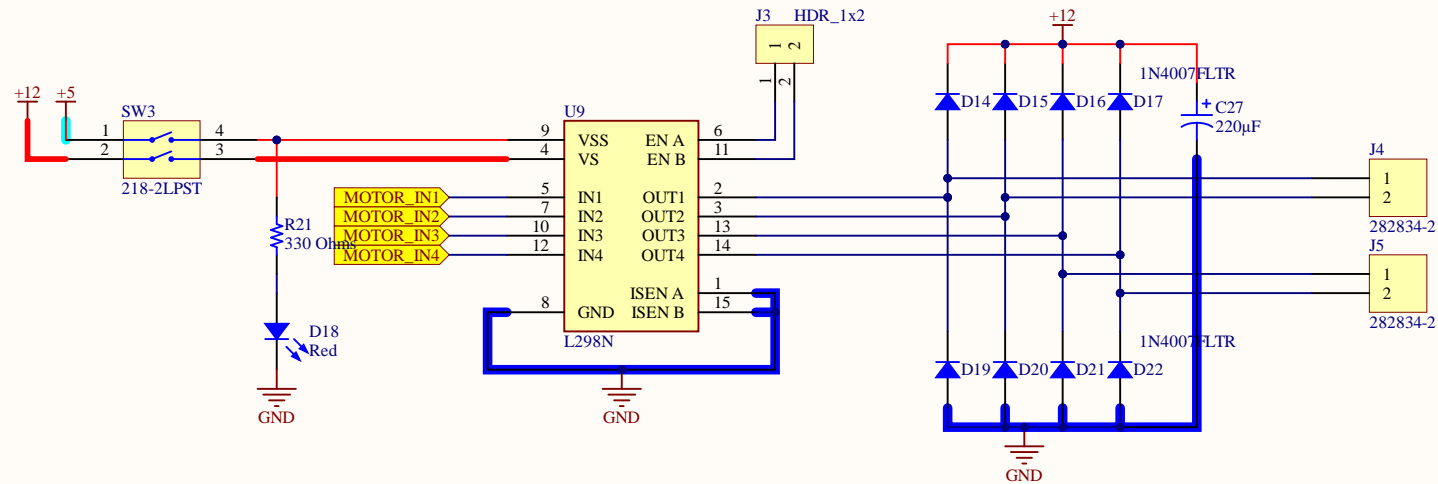 J3 HDR_1x2
1 2
1 2
+12
+12 +5
SW3
1 4
2 3
218-2LPST
U9
9 VSS EN A 6
4 VS EN B 11
MOTOR_IN1 5 IN1 OUT1 2
MOTOR_IN2 7 IN2 OUT2 3
MOTOR_IN3 10 IN3 OUT3 13
MOTOR_IN4 12 IN4 OUT4 14
ISEN A 1
8 GND ISEN B 15
L298N
R21
330 Ohms
D18
Red
GND
GND
1N4007FLTR
D14 D15 D16 D17
C27
+
220µF
J4
1
2
282834-2
J5
1
2
282834-2
1N4007FLTR
D19 D20 D21 D22
GND